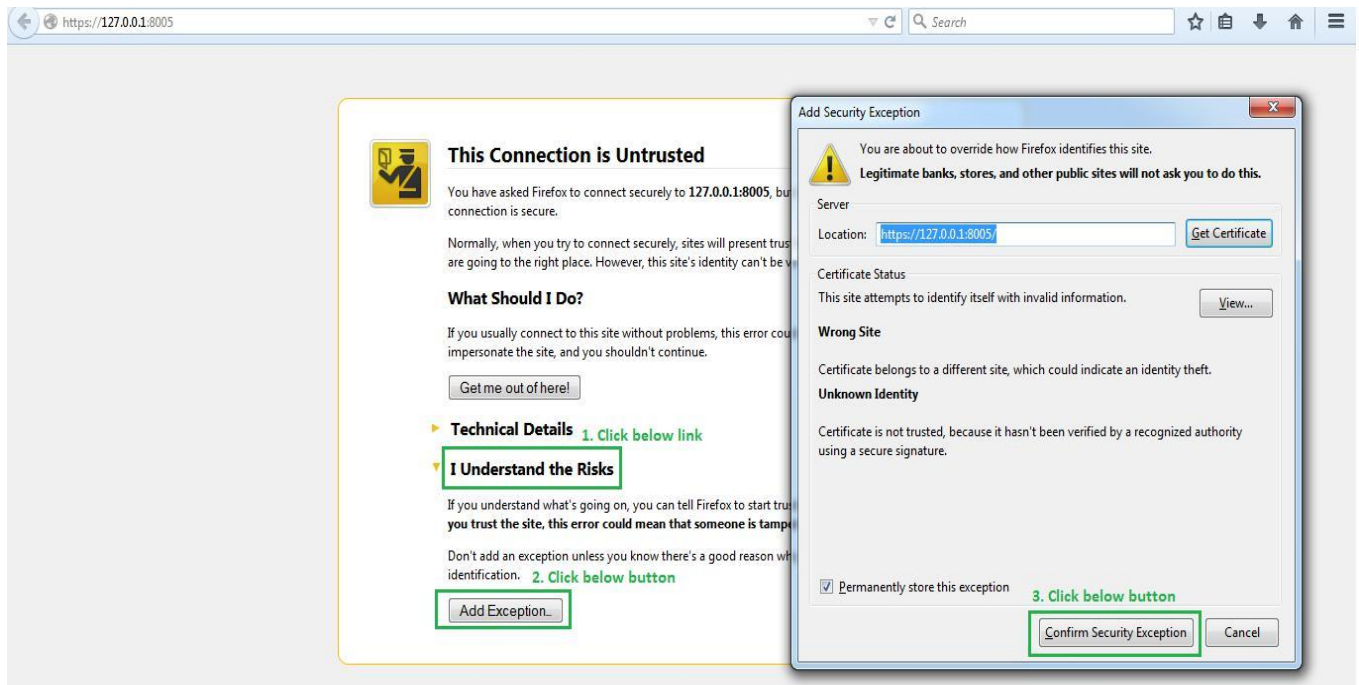 https://127.0.0.1:8005
Search
This Connection is Untrusted
You have asked Firefox to connect securely to 127.0.0.1:8005, bu
connection is secure.
Normally, when you try to connect securely, sites will present trus
are going to the right place. However, this site's identity can't be v
What Should I Do?
If you usually connect to this site without problems, this error cou
impersonate the site, and you shouldn't continue.
Get me out of here!
Technical Details
1. Click below link
I Understand the Risks
If you understand what's going on, you can tell Firefox to start trus
you trust the site, this error could mean that someone is tampe
Don't add an exception unless you know there's a good reason wh
identification.
2. Click below button
Add Exception...
Add Security Exception
X
You are about to override how Firefox identifies this site.
Legitimate banks, stores, and other public sites will not ask you to do this.
Server
Location: https://127.0.0.1:8005/ Get Certificate
Certificate Status
This site attempts to identify itself with invalid information.
View...
Wrong Site
Certificate belongs to a different site, which could indicate an identity theft.
Unknown Identity
Certificate is not trusted, because it hasn't been verified by a recognized authority
using a secure signature.
Permanently store this exception
3. Click below button
Confirm Security Exception
Cancel